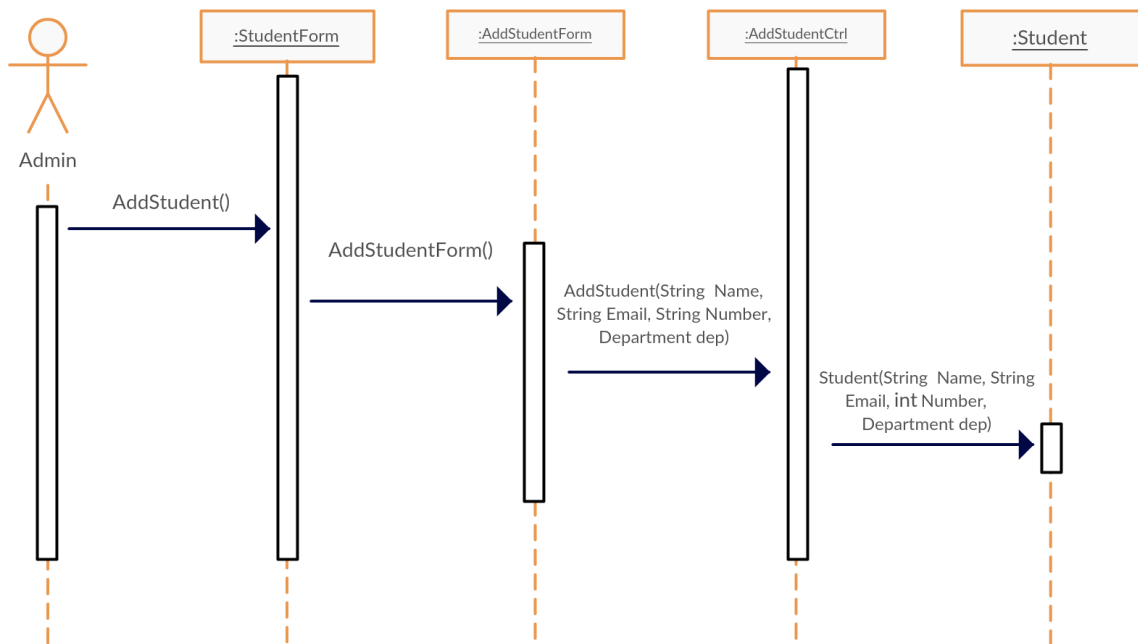 :StudentForm
:AddStudentForm
:AddStudentCtrl
:Student
Admin
AddStudent()
AddStudentForm()
AddStudent(String Name,
String Email, String Number,
Department dep)
Student(String Name, String
Email, int Number,
Department dep)